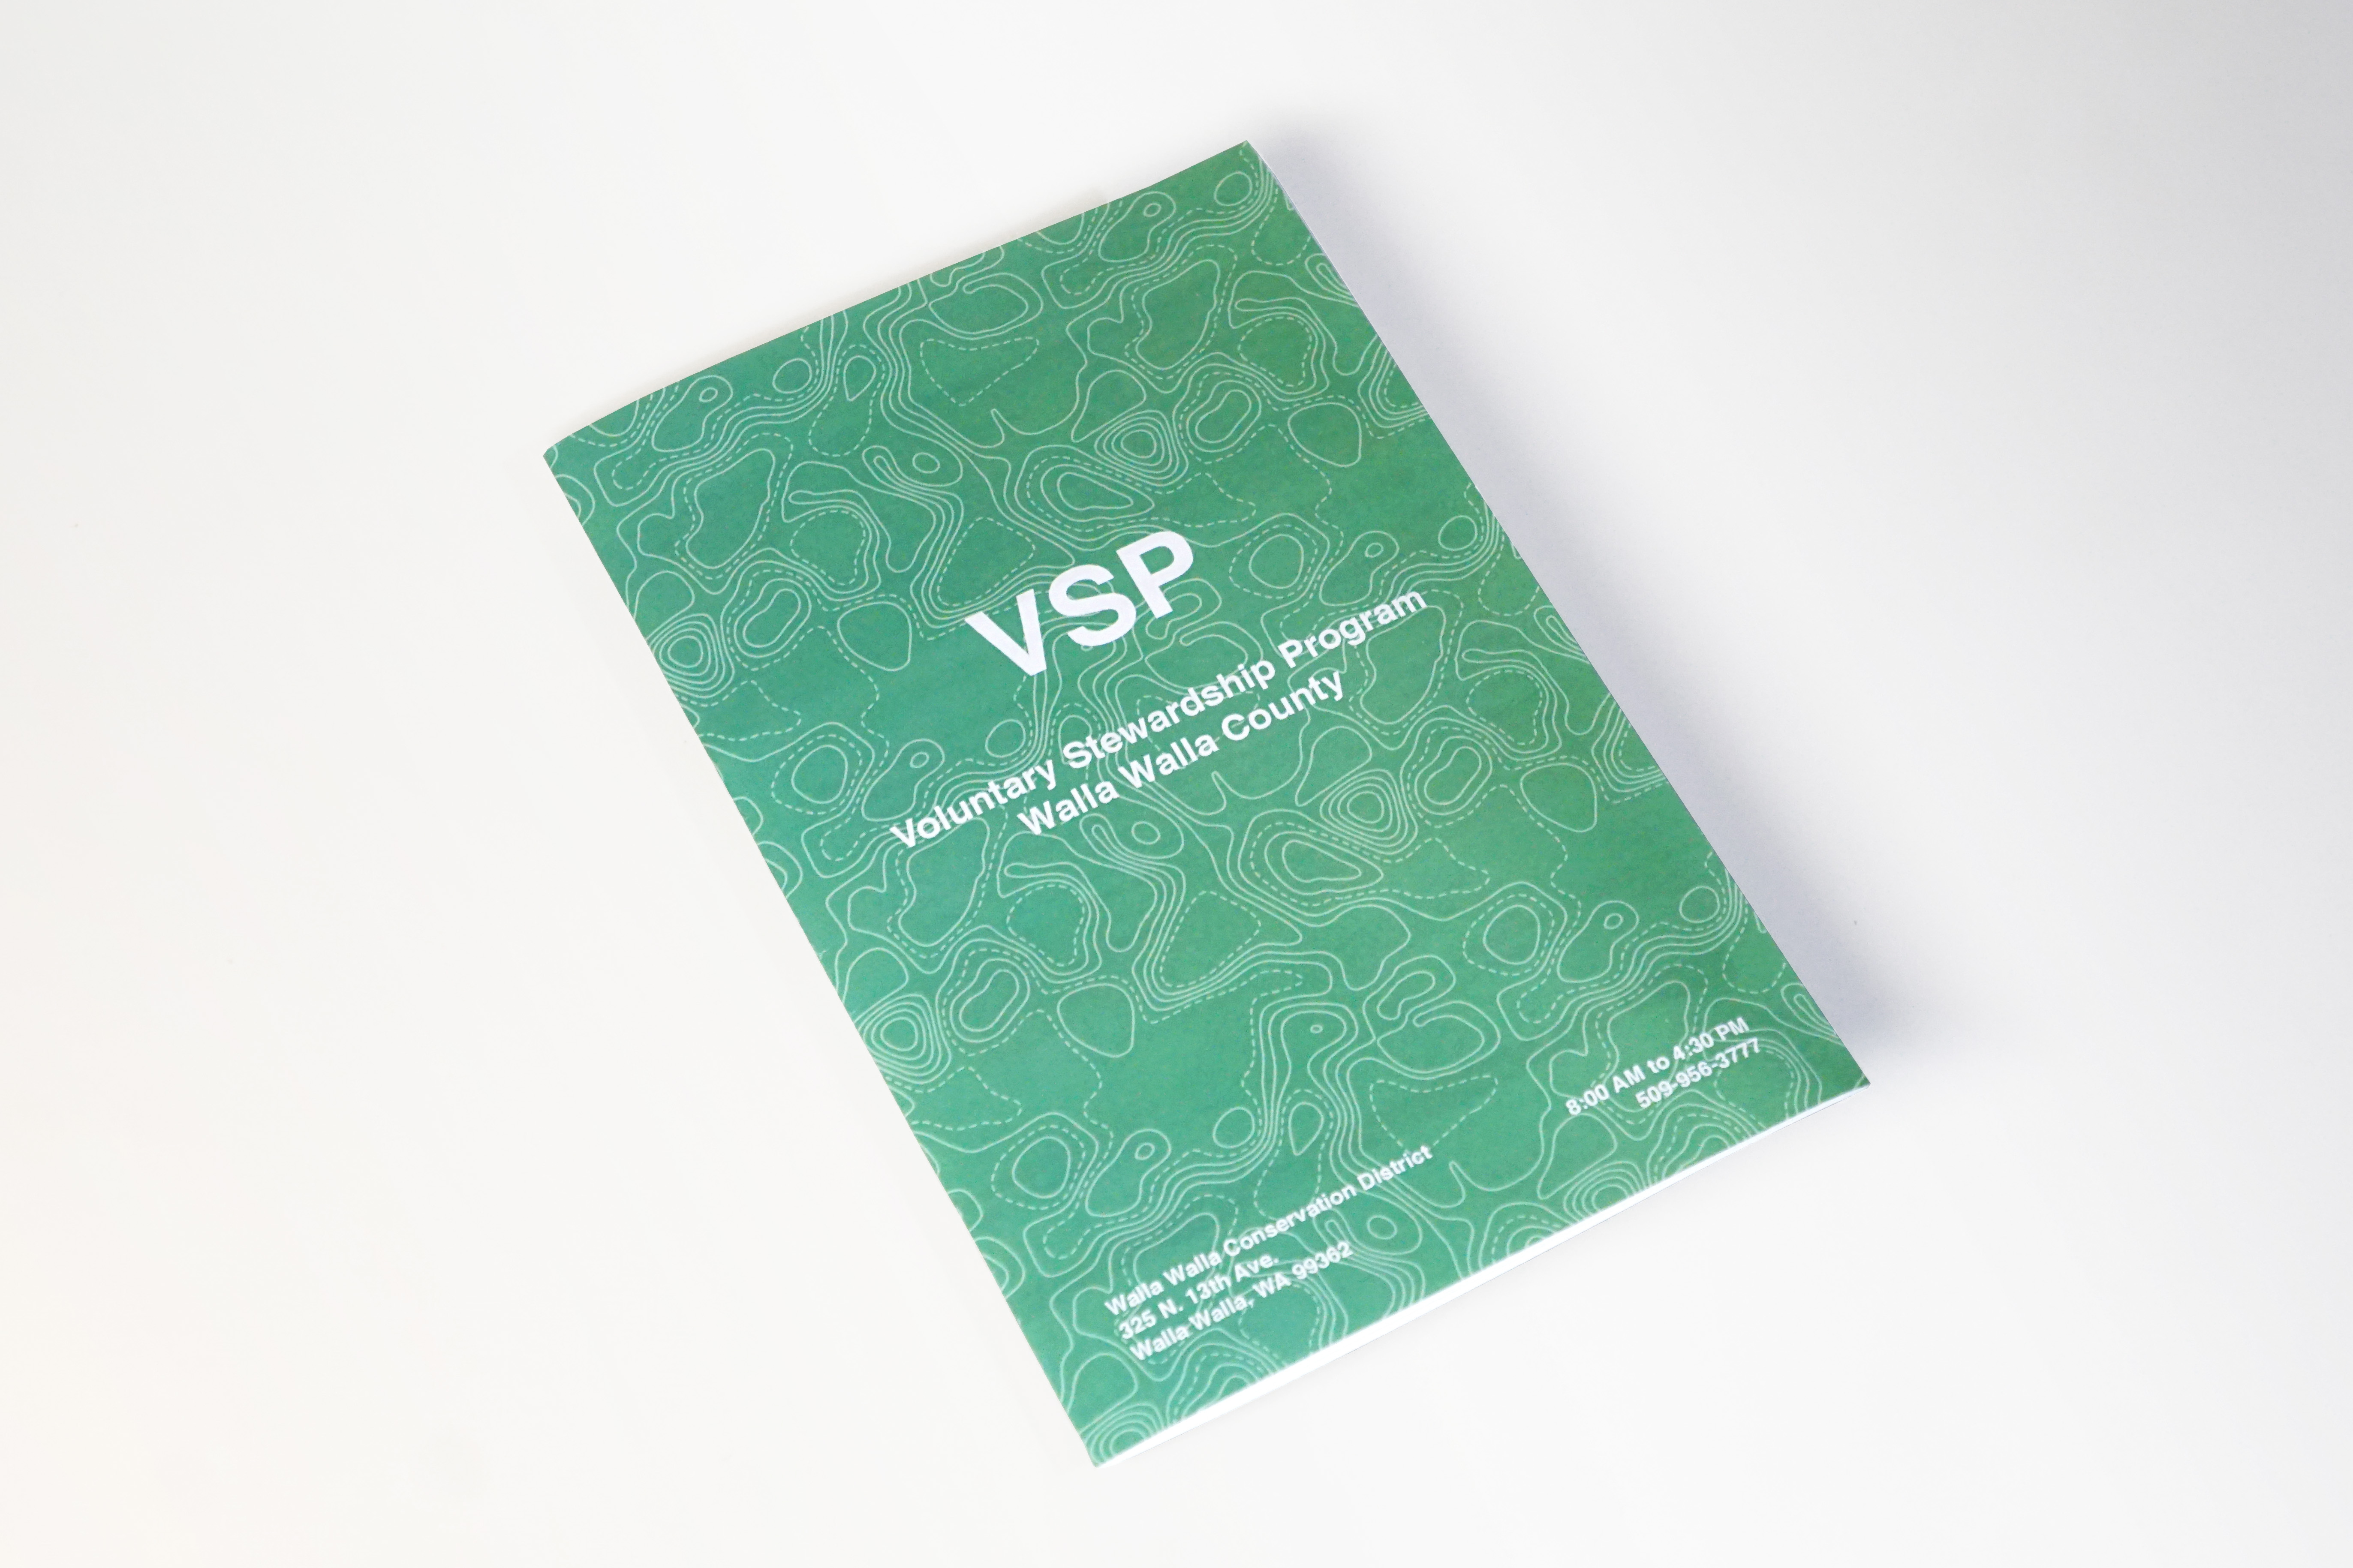 VSP
Voluntary Stewardship Program
Walla Walla County
8:00 AM to 4:30 PM
509-956-3777
Walla Walla Conservation District
325 N. 13th Ave.
Walla Walla, WA 99362